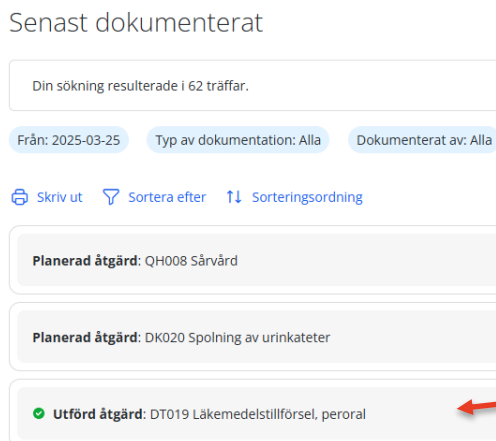 Senast dokumenterat
Din sökning resulterade i 62 träffar.
Från: 2025-03-25 Typ av dokumentation: Alla Dokumenterat av: Alla
Skriv ut Sortera efter Sorteringsordning
Planerad åtgärd: QH008 Sårvård
Planerad åtgärd: DK020 Spolning av urinkateter
Utförd åtgärd: DT019 Läkemedelstillförsel, peroral